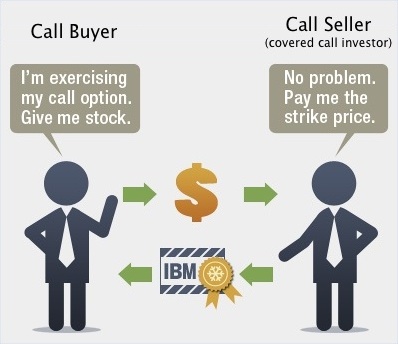 Call Buyer
Call Seller
(covered call investor)
I'm exercising
my call option.
Give me stock.
No problem.
Pay me the
strike price.
$
IBM